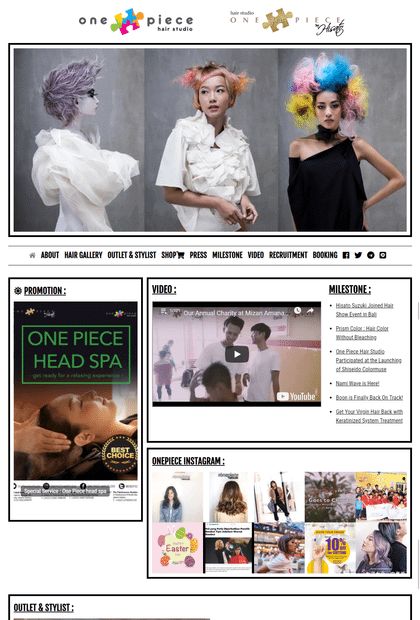 one piece
hair studio
hair studio
ONE PIECE
by Hisato
ABOUT HAIR GALLERY OUTLET & STYLIST SHOP PRESS MILESTONE VIDEO RECRUITMENT BOOKING
PROMOTION :
ONE PIECE
HEAD SPA
get ready for a relaxing experience
BEST
CHOICE
Special Service : One Piece head spa
VIDEO :
Our Annual Charity at Mizan Amana...
YouTube
MILESTONE :
Hisato Suzuki Joined Hair
Show Event in Bali
Prism Color : Hair Color
Without Bleaching
One Piece Hair Studio
Participated at the Launching
of Shiseido Colormuse
Nami Wave is Here!
Boon is Finally Back On Track!
Get Your Virgin Hair Back with
Keratinized System Treatment
ONEPIECE INSTAGRAM :
Goes to C
Happy
Easter
10%
OFF
OUTLET & STYLIST :